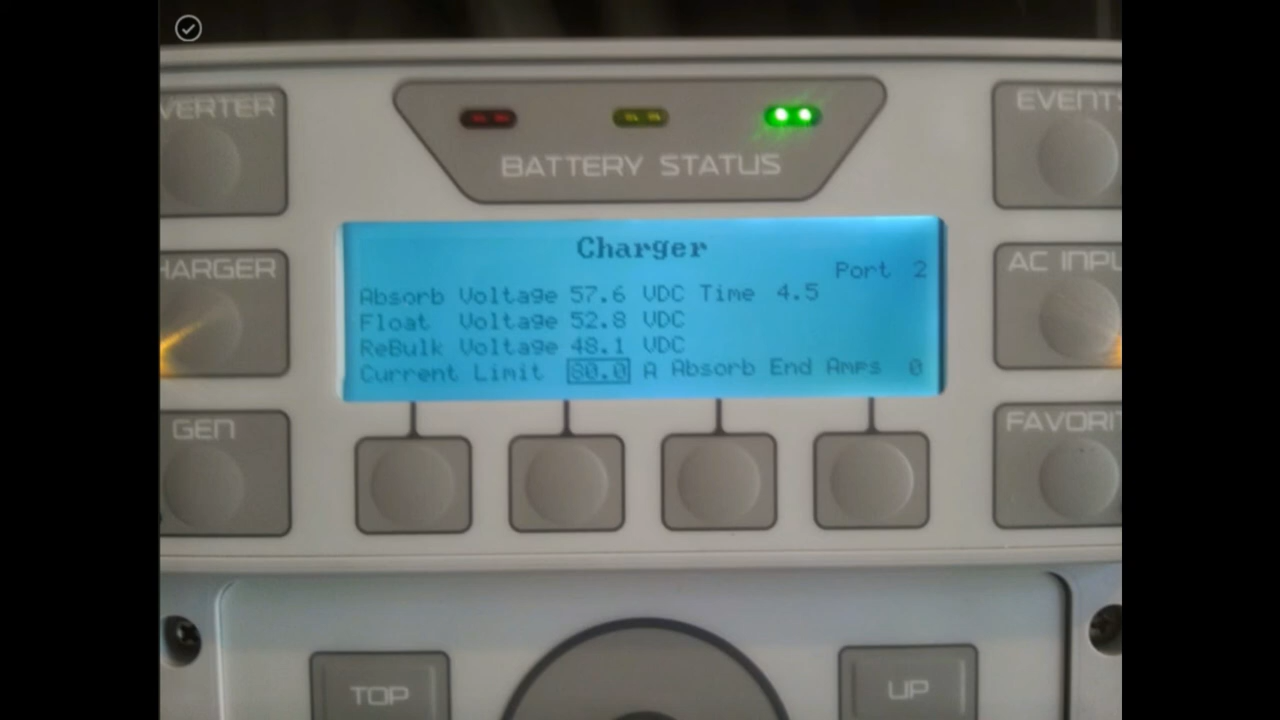 VERTER
EVENTS
BATTERY STATUS
HARGER
AC INPU
Charger
Port 2
Absorb Voltage 57.6 VDC Time 4.5
Float Voltage 52.8 VDC
ReBulk Voltage 48.1 VDC
Current Limit 80.0 A Absorb End Amps 0
GEN
FAVORIT
TOP
UP